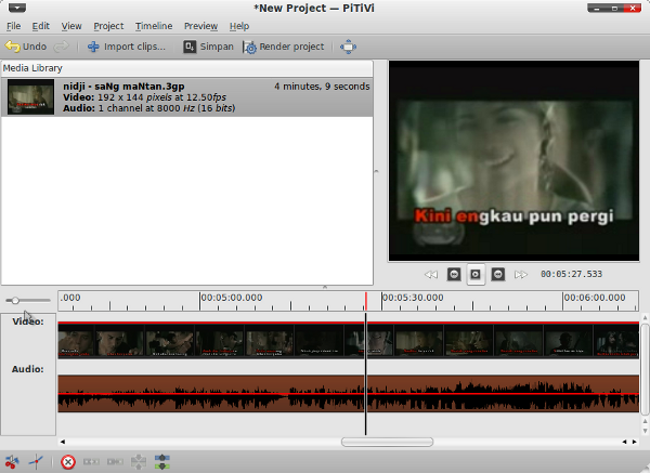 *New Project — PiTiVi
File Edit View Project Timeline Preview Help
Undo Import clips... Simpan Render project
Media Library
nidji - saNg maNtan.3gp 4 minutes, 9 seconds
Video: 192 x 144 pixels at 12.50fps
Audio: 1 channel at 8000 Hz (16 bits)
Kini engkau pun pergi
00:05:27.533
.000 00:05:00.000 00:05:30.000 00:06:00.000
Video:
Audio: